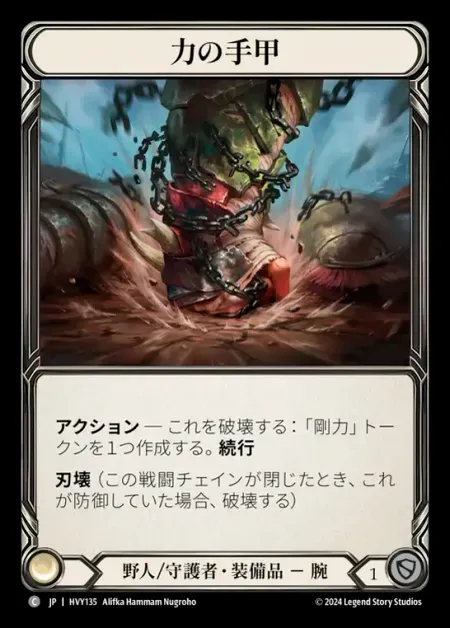 力の手甲
アクション — これを破壊する：「剛力」トー
クンを1つ作成する。続行
刃壊（この戦闘チェインが閉じたとき、これ
が防御していた場合、破壊する）
野人/守護者・装備品 － 腕
1
C JP | HVY135 Alifka Hammam Nugroho
© 2024 Legend Story Studios